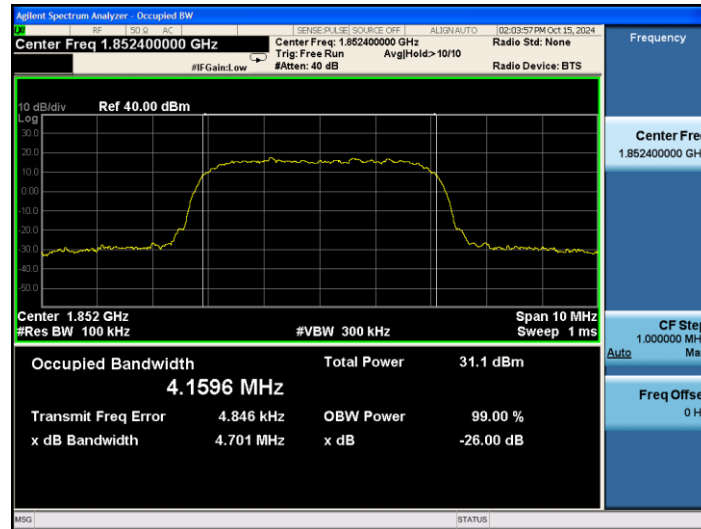 Agilent Spectrum Analyzer - Occupied BW
LXI RF 50 Ω AC SENSE:PULSE SOURCE OFF ALIGN AUTO 02:03:57 PM Oct 15, 2024
Center Freq 1.852400000 GHz
Center Freq: 1.852400000 GHz
Radio Std: None
Trig: Free Run Avg|Hold:> 10/10
#IFGain:Low #Atten: 40 dB Radio Device: BTS
Frequency
10 dB/div Ref 40.00 dBm
Log
30.0
20.0
10.0
0.00
-10.0
-20.0
-30.0
-40.0
-50.0
Center Fre
1.852400000 GH
Center 1.852 GHz Span 10 MHz
#Res BW 100 kHz #VBW 300 kHz Sweep 1 ms
CF Step
1.000000 MH
Auto Ma
Occupied Bandwidth Total Power 31.1 dBm
4.1596 MHz
Transmit Freq Error 4.846 kHz OBW Power 99.00 %
x dB Bandwidth 4.701 MHz x dB -26.00 dB
Freq Offse
0 H
MSG STATUS